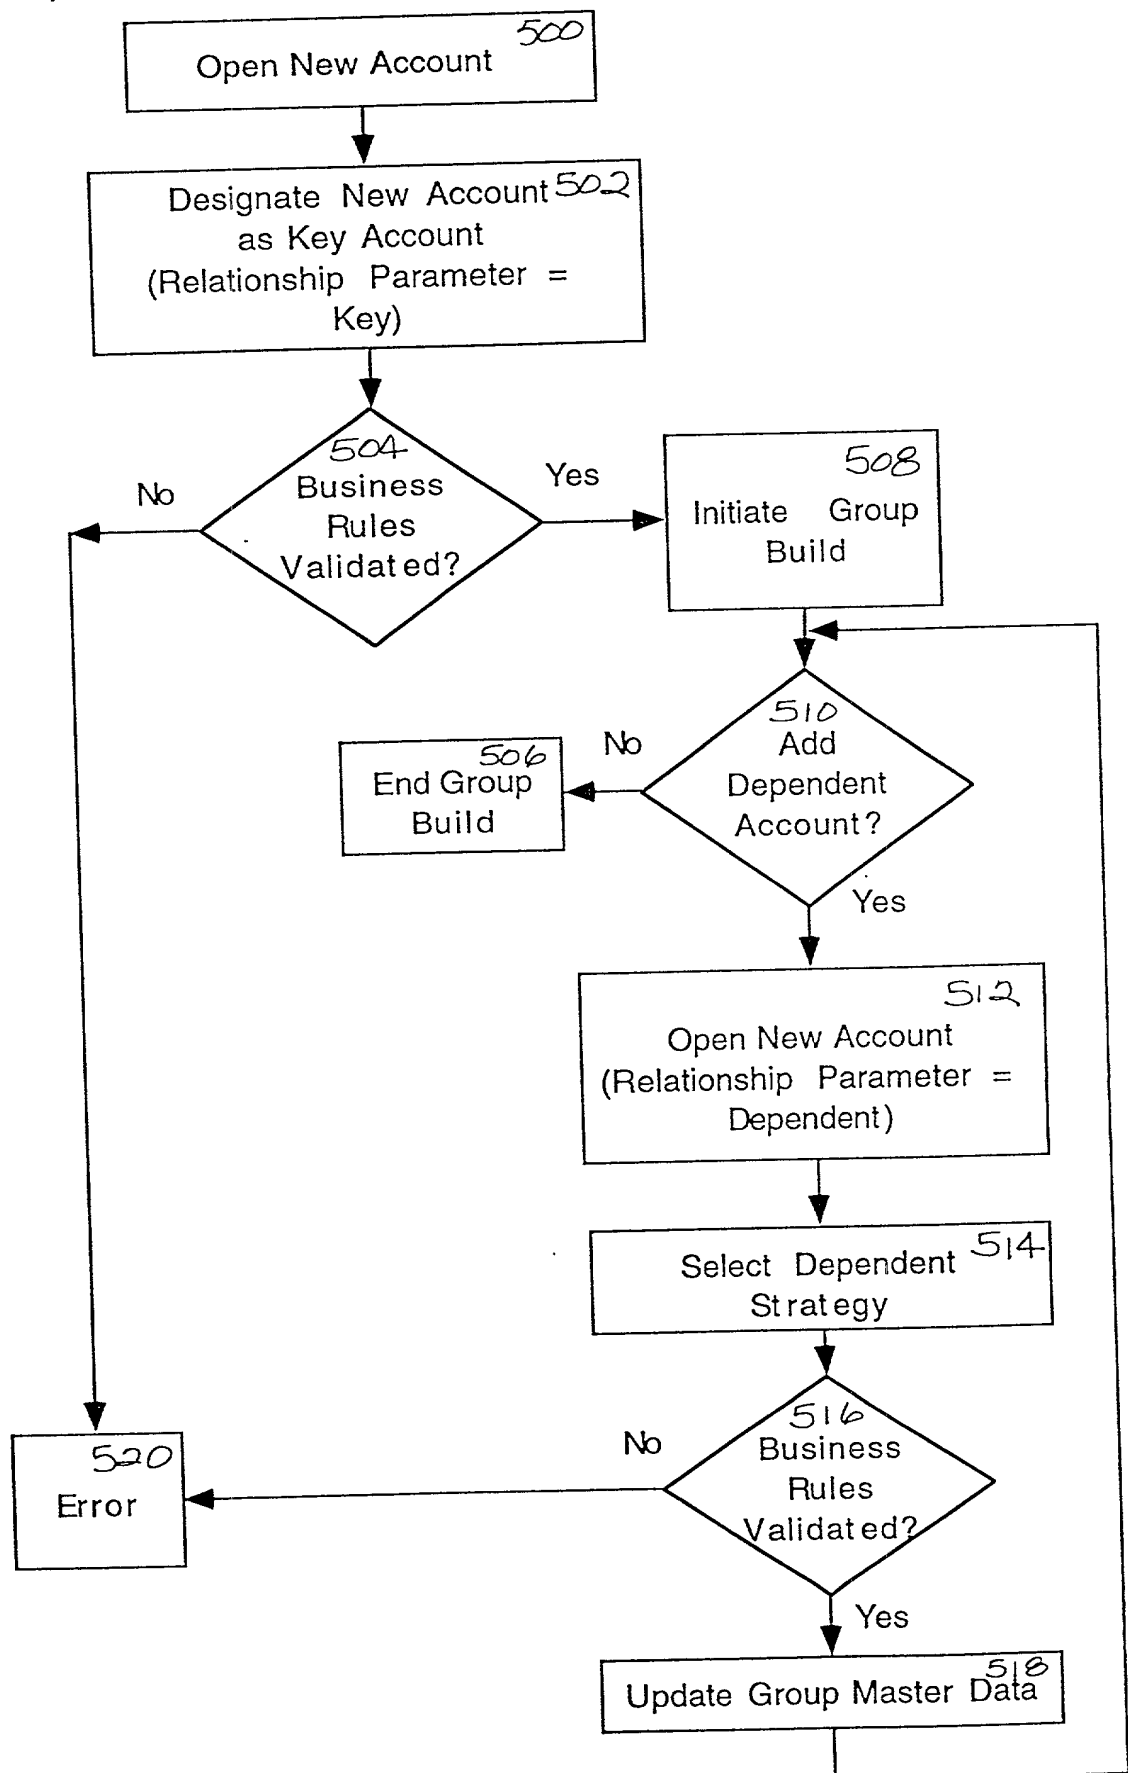 500
Open New Account
502
Designate New Account
as Key Account
(Relationship Parameter =
Key)
504
Business
Rules
Validated?
No
Yes
508
Initiate Group
Build
510
Add
Dependent
Account?
No
506
End Group
Build
Yes
512
Open New Account
(Relationship Parameter =
Dependent)
514
Select Dependent
Strategy
516
Business
Rules
Validated?
No
520
Error
Yes
518
Update Group Master Data